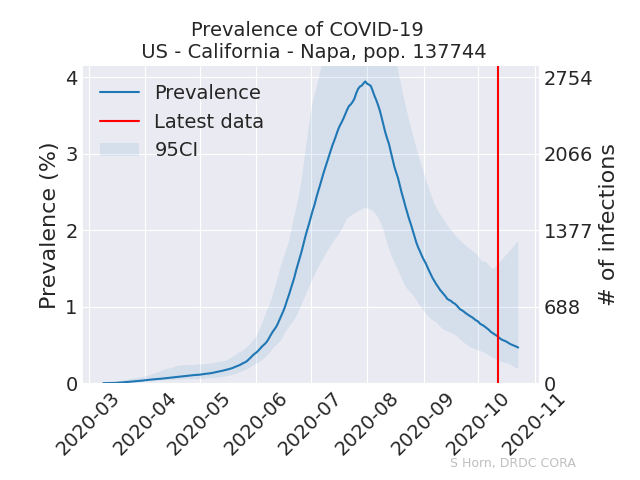 Prevalence of COVID-19
US - California - Napa, pop. 137744
Prevalence
Latest data
95CI
Prevalence (%)
4
3
2
1
0
2754
2066
1377
688
0
# of infections
2020-03
2020-04
2020-05
2020-06
2020-07
2020-08
2020-09
2020-10
2020-11
S Horn, DRDC CORA